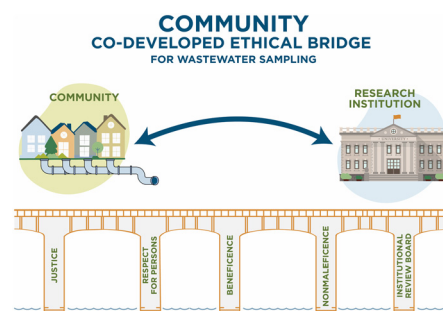 COMMUNITY
CO-DEVELOPED ETHICAL BRIDGE
FOR WASTEWATER SAMPLING
COMMUNITY
RESEARCH
INSTITUTION
JUSTICE
RESPECT
FOR PERSONS
BENEFICENCE
NONMALEFICENCE
INSTITUTIONAL
REVIEW BOARD